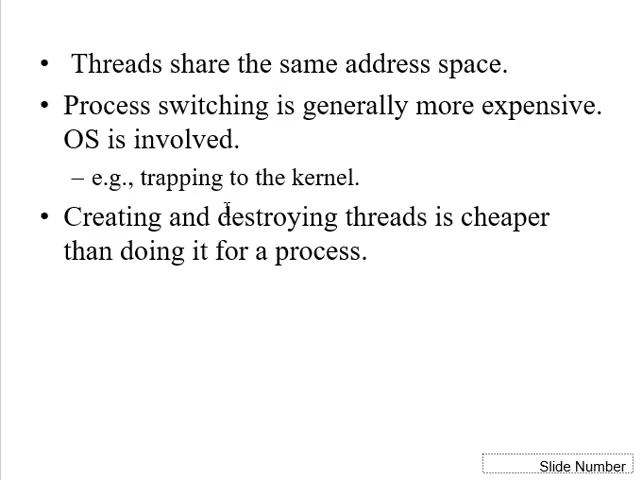 • Threads share the same address space.
• Process switching is generally more expensive.
OS is involved.
– e.g., trapping to the kernel.
• Creating and destroying threads is cheaper
than doing it for a process.
Slide Number